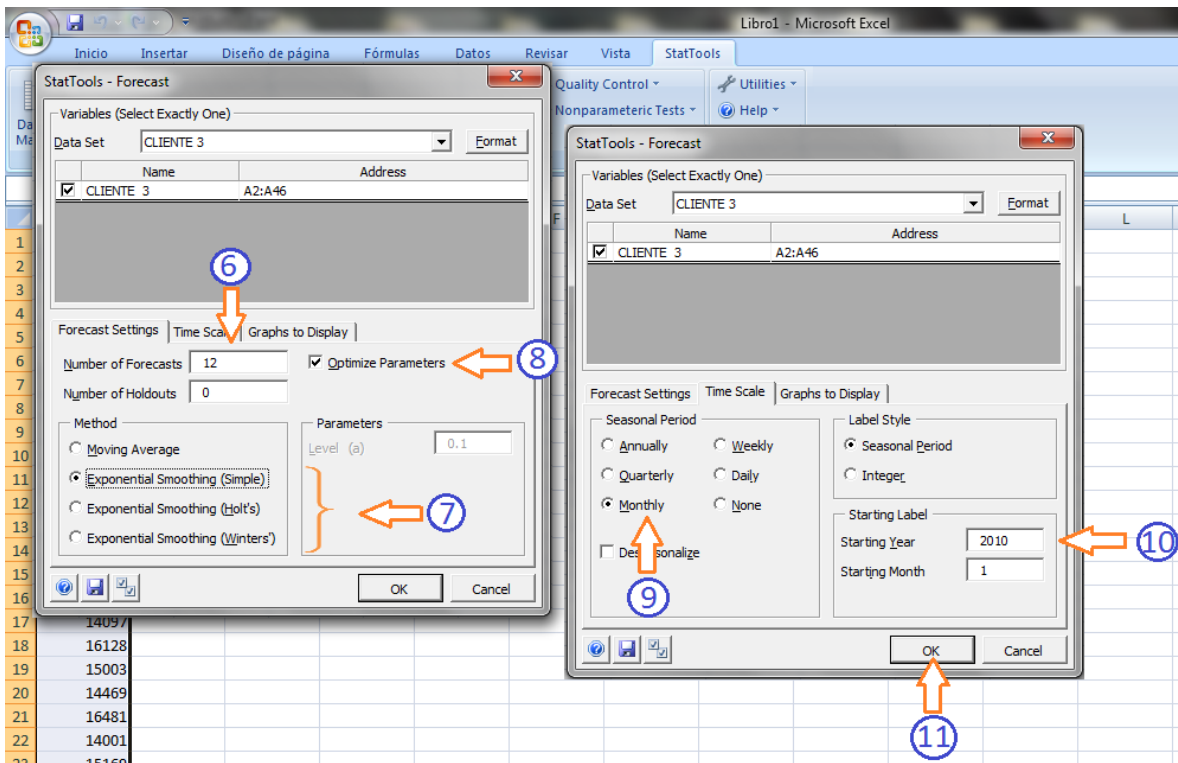 Libro1 - Microsoft Excel
Inicio Insertar Diseño de página Fórmulas Datos Revisar Vista StatTools
Quality Control Utilities
Nonparameteric Tests Help
StatTools - Forecast
Variables (Select Exactly One)
Data Set CLIENTE 3 Format
Name Address
CLIENTE 3 A2:A46
6
Forecast Settings Time Graphs to Display
Number of Forecasts 12 Optimize Parameters 8
Number of Holdouts 0
Method Parameters
Moving Average Level (a) 0.1
Exponential Smoothing (Simple)
Exponential Smoothing (Holt's) 7
Exponential Smoothing (Winters')
OK Cancel
StatTools - Forecast
Variables (Select Exactly One)
Data Set CLIENTE 3 Format
Name Address
CLIENTE 3 A2:A46
Forecast Settings Time Scale Graphs to Display
Seasonal Period Label Style
Annually Weekly Seasonal Period
Quarterly Daily Integer
Monthly None Starting Label
Starting Year 2010 10
Starting Month 1
9
OK Cancel
11
F L
1
2
3
4
5
6
7
8
9
10
11
12
13
14
15
16
17 14097
18 16128
19 15003
20 14469
21 16481
22 14001